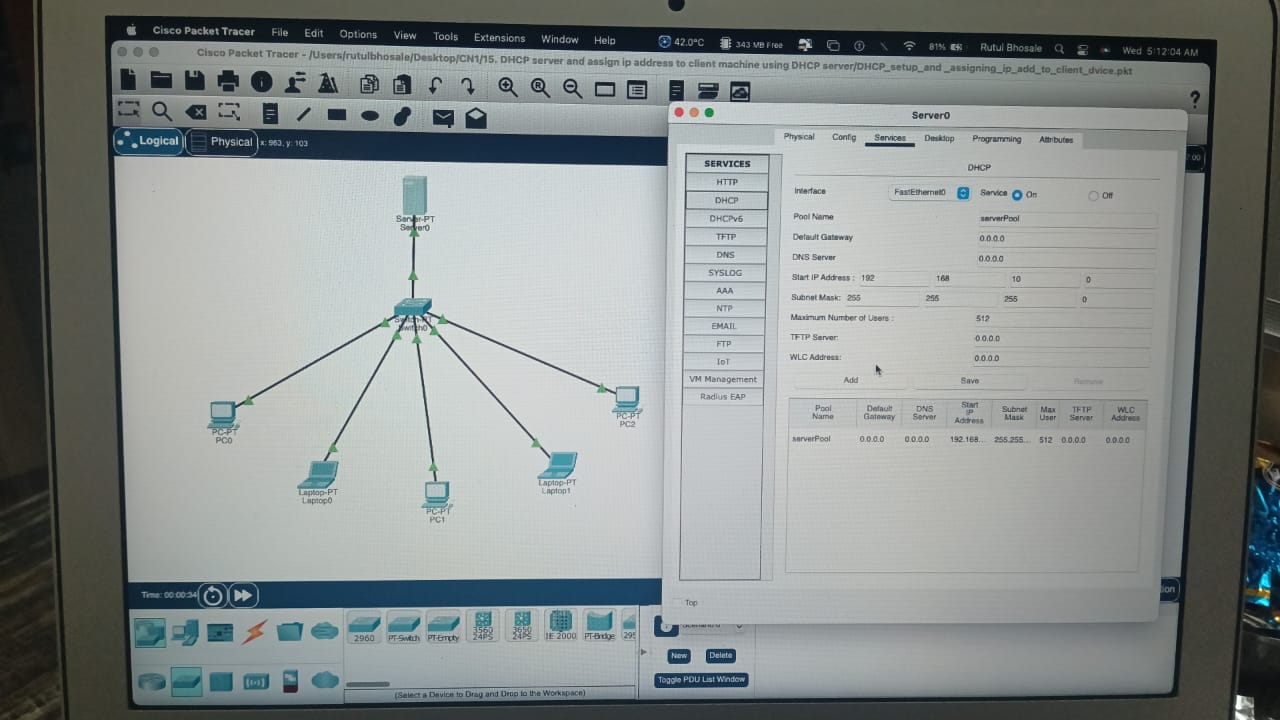 Cisco Packet Tracer File Edit Options View Tools Extensions Window Help 42.0°C 343 MB Free 81% Rutul Bhosale Wed 5:12:04 AM
Cisco Packet Tracer - /Users/rutulbhosale/Desktop/CN1/15. DHCP server and assign ip address to client machine using DHCP server/DHCP_setup_and _assigning_ip_add_to_client_dvice.pkt
?
Logical Physical x: 963, y: 103
Server-PT
Server0
Switch0
PC-PT
PC0
Laptop-PT
Laptop0
PC-PT
PC1
Laptop-PT
Laptop1
PC-PT
PC2
Server0
Physical Config Services Desktop Programming Attributes
SERVICES
HTTP
DHCP
DHCPv6
TFTP
DNS
SYSLOG
AAA
NTP
EMAIL
FTP
IoT
VM Management
Radius EAP
DHCP
Interface FastEthernet0 Service On Off
Pool Name serverPool
Default Gateway 0.0.0.0
DNS Server 0.0.0.0
Start IP Address : 192 168 10 0
Subnet Mask: 255 255 255 0
Maximum Number of Users : 512
TFTP Server: 0.0.0.0
WLC Address: 0.0.0.0
Add Save Remove
Pool Name Default Gateway DNS Server Start IP Address Subnet Mask Max User TFTP Server WLC Address
serverPool 0.0.0.0 0.0.0.0 192.168... 255.255... 512 0.0.0.0 0.0.0.0
Top
Time: 00:00:34
2960 PT-Switch PT-Empty 3560 24PS 3650 24PS IE 2000 PT-Bridge
New Delete
Toggle PDU List Window
(Select a Device to Drag and Drop to the Workspace)